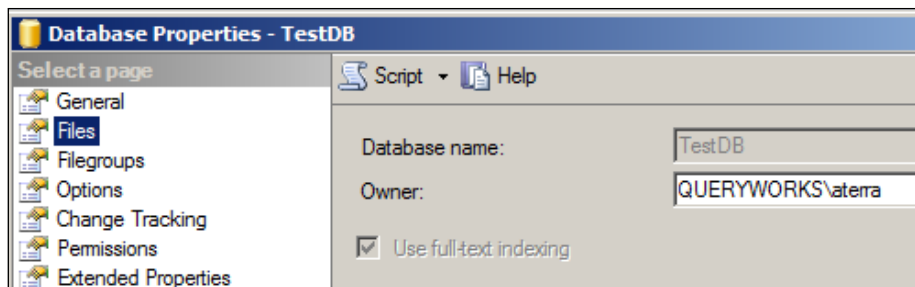 Database Properties - TestDB
Select a page
General
Files
Filegroups
Options
Change Tracking
Permissions
Extended Properties
Script
Help
Database name:
TestDB
Owner:
QUERYWORKS\aterra
Use full-text indexing